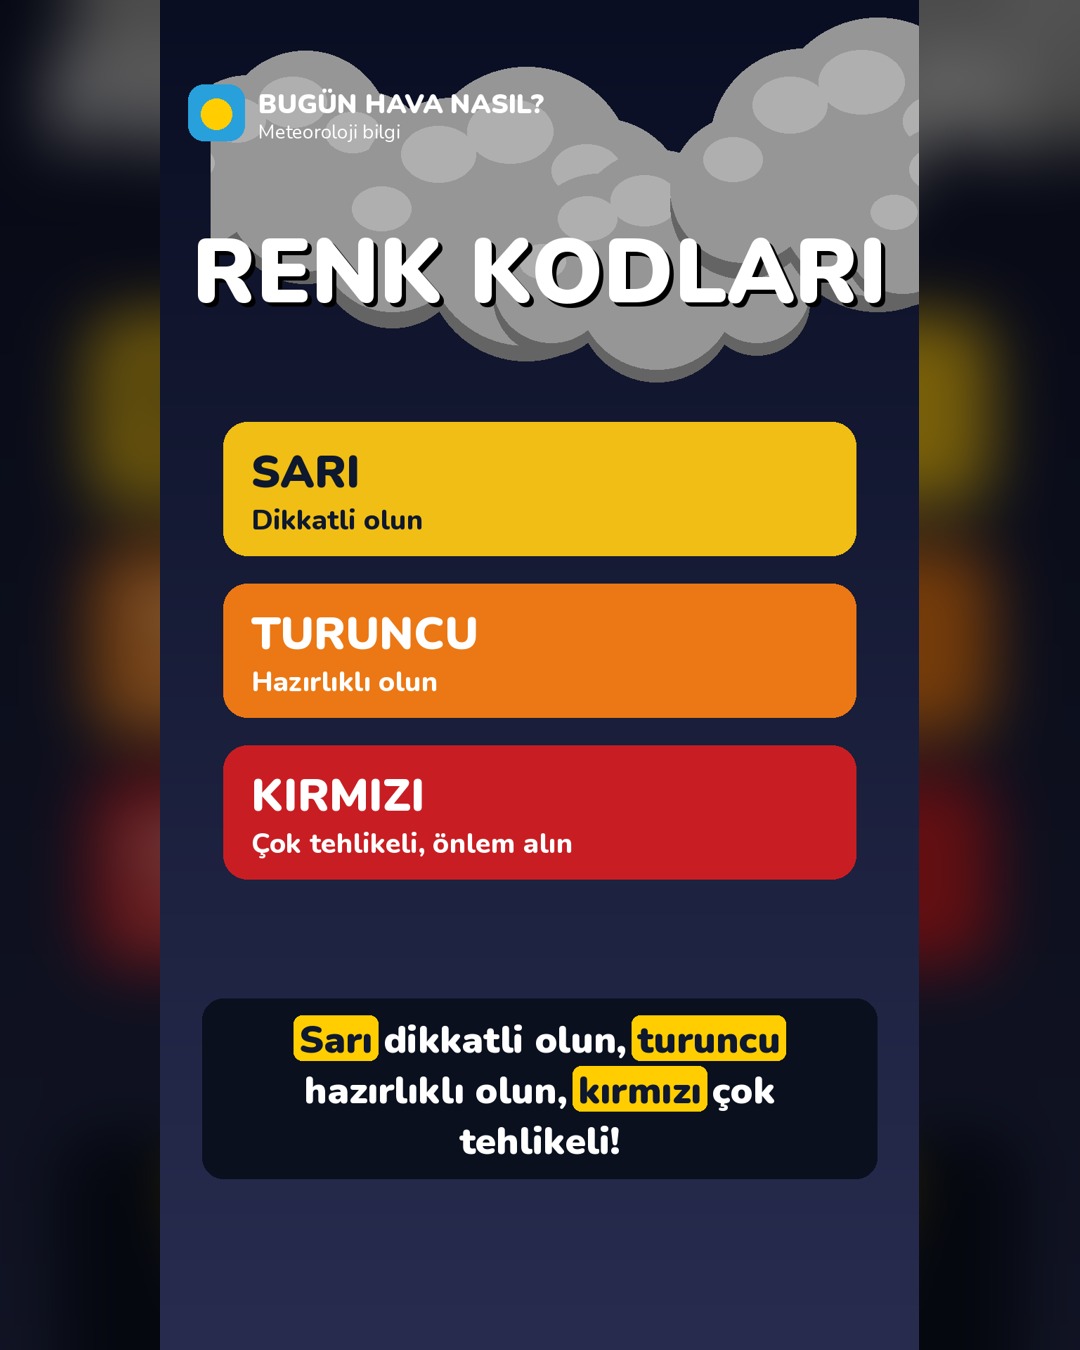 BUGÜN HAVA NASIL?
Meteoroloji bilgi
RENK KODLARI
SARI
Dikkatli olun
TURUNCU
Hazırlıklı olun
KIRMIZI
Çok tehlikeli, önlem alın
Sarı dikkatli olun, turuncu
hazırlıklı olun, kırmızı çok
tehlikeli!